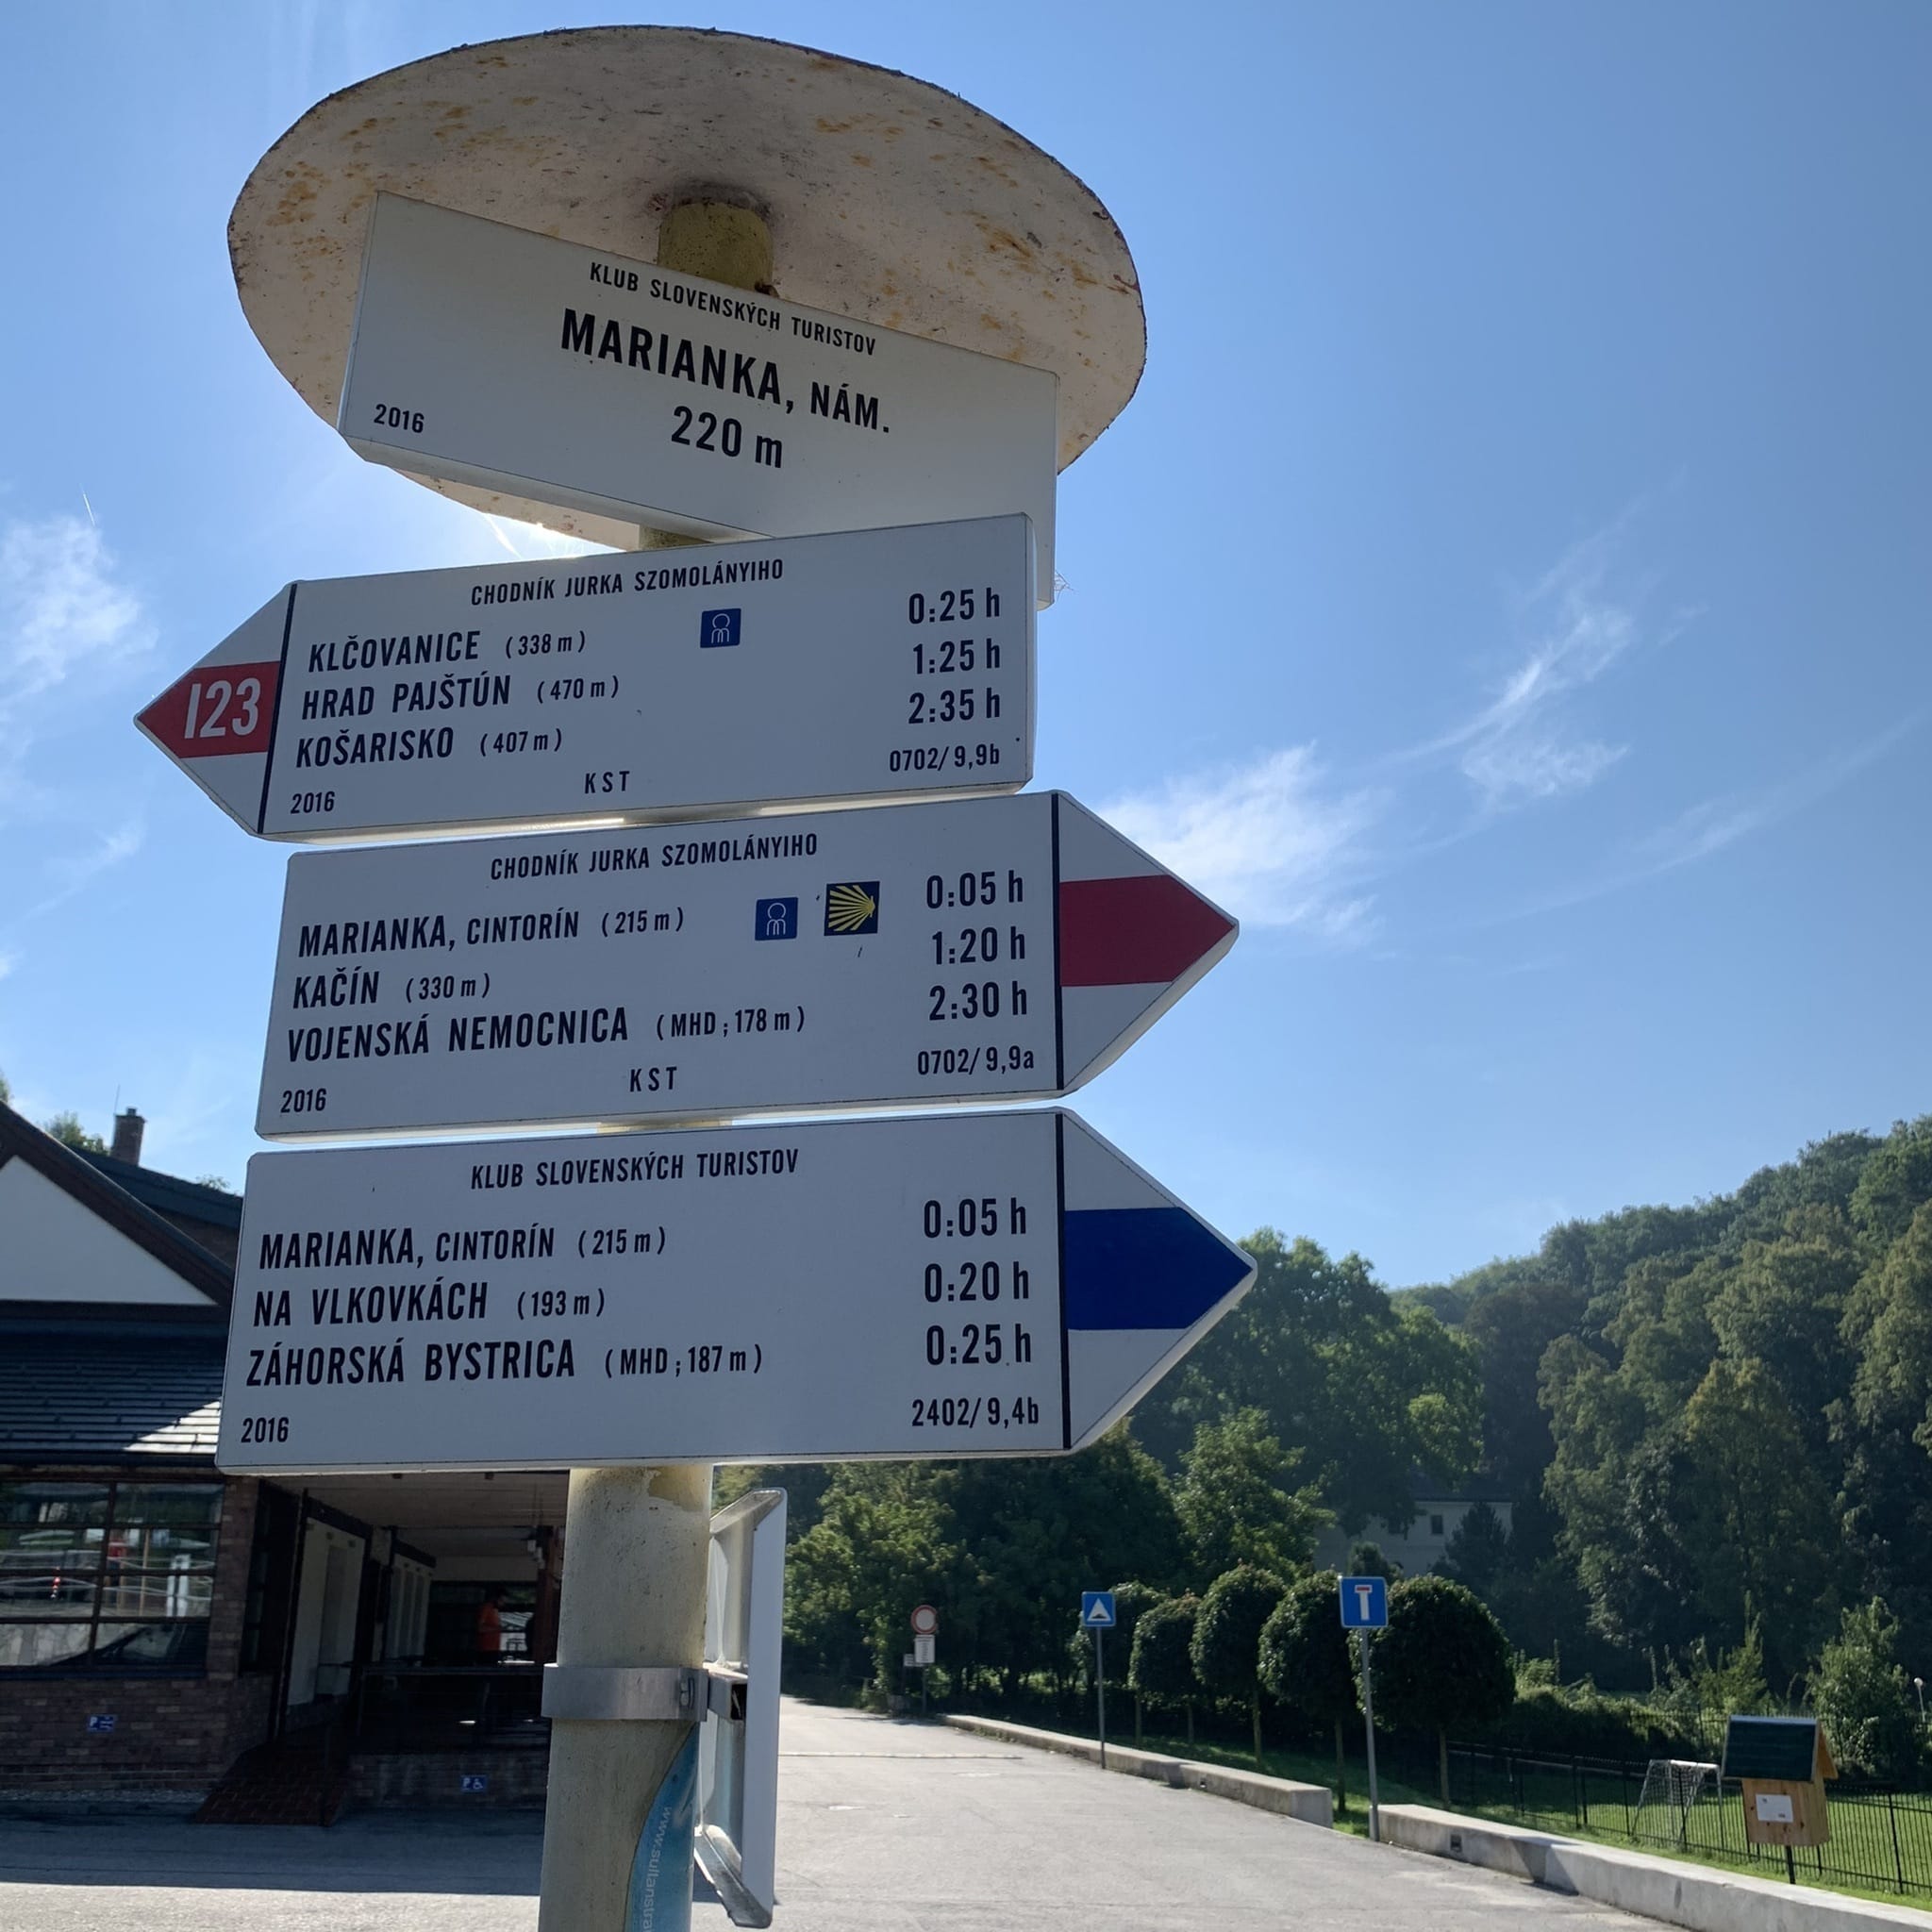 KLUB SLOVENSKÝCH TURISTOV
MARIANKA, NÁM.
220 m
2016
CHODNÍK JURKA SZOMOLÁNYIHO
KLČOVANICE (338 m) 0:25 h
HRAD PAJŠTÚN (470 m) 1:25 h
KOŠARISKO (407 m) 2:35 h
I23
2016 KST 0702/9,9b
CHODNÍK JURKA SZOMOLÁNYIHO
MARIANKA, CINTORÍN (215 m) 0:05 h
KAČÍN (330 m) 1:20 h
VOJENSKÁ NEMOCNICA (MHD; 178 m) 2:30 h
2016 KST 0702/9,9a
KLUB SLOVENSKÝCH TURISTOV
MARIANKA, CINTORÍN (215 m) 0:05 h
NA VLKOVKÁCH (193 m) 0:20 h
ZÁHORSKÁ BYSTRICA (MHD; 187 m) 0:25 h
2016 2402/9,4b
P
P